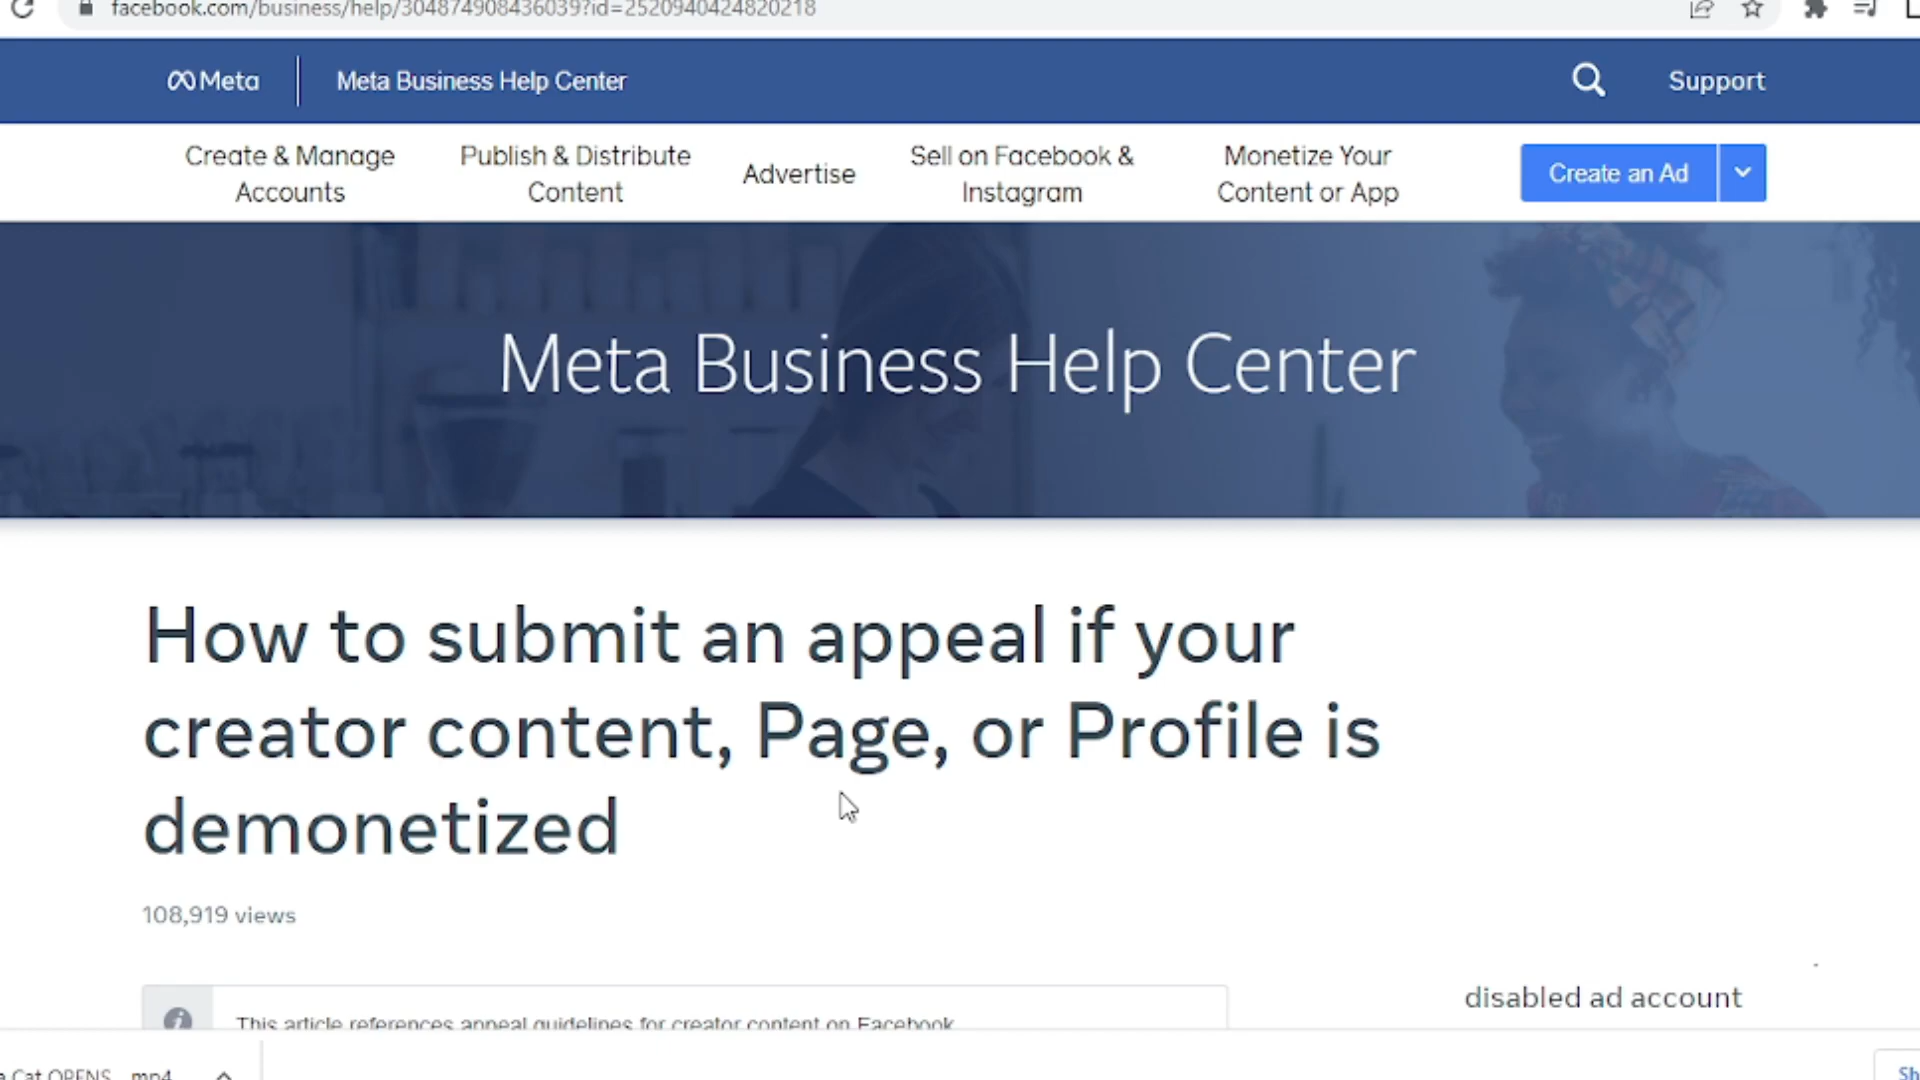 facebook.com/business/help/304874908436039?id=2520940424820218
Meta
Meta Business Help Center
Support
Create & Manage
Accounts
Publish & Distribute
Content
Advertise
Sell on Facebook &
Instagram
Monetize Your
Content or App
Create an Ad
Meta Business Help Center
How to submit an appeal if your
creator content, Page, or Profile is
demonetized
108,919 views
disabled ad account
This article references appeal guidelines for creator content on Facebook
Cat OPENS....mp4